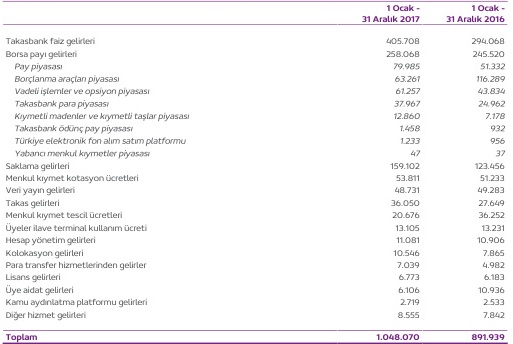 1 Ocak - 1 Ocak -
31 Aralık 2017 31 Aralık 2016
Takasbank faiz gelirleri 405.708 294.068
Borsa payı gelirleri 258.068 245.520
Pay piyasası 79.985 51.332
Borçlanma araçları piyasası 63.261 116.289
Vadeli işlemler ve opsiyon piyasası 61.257 43.834
Takasbank para piyasası 37.967 24.962
Kıymetli madenler ve kıymetli taşlar piyasası 12.860 7.178
Takasbank ödünç pay piyasası 1.458 932
Türkiye elektronik fon alım satım platformu 1.233 956
Yabancı menkul kıymetler piyasası 47 37
Saklama gelirleri 159.102 123.456
Menkul kıymet kotasyon ücretleri 53.811 51.233
Veri yayın gelirleri 48.731 49.283
Takas gelirleri 36.050 27.649
Menkul kıymet tescil ücretleri 20.676 36.252
Üyeler ilave terminal kullanım ücreti 13.105 13.231
Hesap yönetim gelirleri 11.081 10.906
Kolokasyon gelirleri 10.546 7.865
Para transfer hizmetlerinden gelirler 7.039 4.982
Lisans gelirleri 6.773 6.183
Üye aidat gelirleri 6.106 10.936
Kamu aydınlatma platformu gelirleri 2.719 2.533
Diğer hizmet gelirleri 8.555 7.842
Toplam 1.048.070 891.939